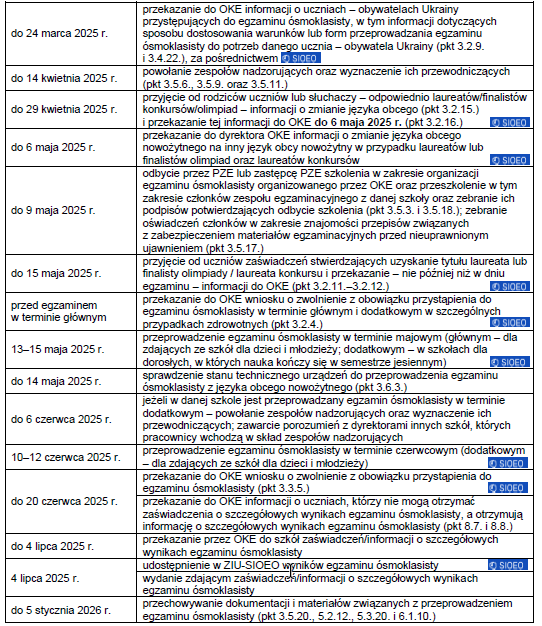 do 24 marca 2025 r.
przekazanie do OKE informacji o uczniach – obywatelach Ukrainy
przystępujących do egzaminu ósmoklasisty, w tym informacji dotyczących
sposobu dostosowania warunków lub form przeprowadzania egzaminu
ósmoklasisty do potrzeb danego ucznia – obywatela Ukrainy (pkt 3.2.9.
i 3.4.22.), za pośrednictwem SIOEO
do 14 kwietnia 2025 r.
powołanie zespołów nadzorujących oraz wyznaczenie ich przewodniczących
(pkt 3.5.6., 3.5.9. oraz 3.5.11.)
do 29 kwietnia 2025 r.
przyjęcie od rodziców uczniów lub słuchaczy – odpowiednio laureatów/finalistów
konkursów/olimpiad – informacji o zmianie języka obcego (pkt 3.2.15.)
i przekazanie tej informacji do OKE do 6 maja 2025 r. (pkt 3.2.16.) SIOEO
do 6 maja 2025 r.
przekazanie do dyrektora OKE informacji o zmianie języka obcego
nowożytnego na inny język obcy nowożytny w przypadku laureatów lub
finalistów olimpiad oraz laureatów konkursów SIOEO
do 9 maja 2025 r.
odbycie przez PZE lub zastępcę PZE szkolenia w zakresie organizacji
egzaminu ósmoklasisty organizowanego przez OKE oraz przeszkolenie w tym
zakresie członków zespołu egzaminacyjnego z danej szkoły oraz zebranie ich
podpisów potwierdzających odbycie szkolenia (pkt 3.5.3. i 3.5.18.); zebranie
oświadczeń członków w zakresie znajomości przepisów związanych
z zabezpieczeniem materiałów egzaminacyjnych przed nieuprawnionym
ujawnieniem (pkt 3.5.17.)
do 15 maja 2025 r.
przyjęcie od uczniów zaświadczeń stwierdzających uzyskanie tytułu laureata lub
finalisty olimpiady / laureata konkursu i przekazanie – nie później niż w dniu
egzaminu – informacji do OKE (pkt 3.2.11.–3.2.12.) SIOEO
przed egzaminem
w terminie głównym
przekazanie do OKE wniosku o zwolnienie z obowiązku przystąpienia do
egzaminu ósmoklasisty w terminie głównym i dodatkowym w szczególnych
przypadkach zdrowotnych (pkt 3.2.4.) SIOEO
13–15 maja 2025 r.
przeprowadzenie egzaminu ósmoklasisty w terminie majowym (głównym – dla
zdających ze szkół dla dzieci i młodzieży; dodatkowym – w szkołach dla
dorosłych, w których nauka kończy się w semestrze jesiennym) SIOEO
do 14 maja 2025 r.
sprawdzenie stanu technicznego urządzeń do przeprowadzenia egzaminu
ósmoklasisty z języka obcego nowożytnego (pkt 3.6.3.)
do 6 czerwca 2025 r.
jeżeli w danej szkole jest przeprowadzany egzamin ósmoklasisty w terminie
dodatkowym – powołanie zespołów nadzorujących oraz wyznaczenie ich
przewodniczących; zawarcie porozumień z dyrektorami innych szkół, których
pracownicy wchodzą w skład zespołów nadzorujących
10–12 czerwca 2025 r.
przeprowadzenie egzaminu ósmoklasisty w terminie czerwcowym (dodatkowym
– dla zdających ze szkół dla dzieci i młodzieży) SIOEO
do 20 czerwca 2025 r.
przekazanie do OKE wniosku o zwolnienie z obowiązku przystąpienia do
egzaminu ósmoklasisty (pkt 3.3.5.) SIOEO
przekazanie do OKE informacji o uczniach, którzy nie mogą otrzymać
zaświadczenia o szczegółowych wynikach egzaminu ósmoklasisty, a otrzymują
informację o szczegółowych wynikach egzaminu ósmoklasisty (pkt 8.7. i 8.8.)
do 4 lipca 2025 r.
przekazanie przez OKE do szkół zaświadczeń/informacji o szczegółowych
wynikach egzaminu ósmoklasisty
4 lipca 2025 r.
udostępnienie w ZIU-SIOEO wyników egzaminu ósmoklasisty SIOEO
wydanie zdającym zaświadczeń/informacji o szczegółowych wynikach
egzaminu ósmoklasisty
do 5 stycznia 2026 r.
przechowywanie dokumentacji i materiałów związanych z przeprowadzeniem
egzaminu ósmoklasisty (pkt 3.5.20., 5.2.12., 5.3.20. i 6.1.10.)